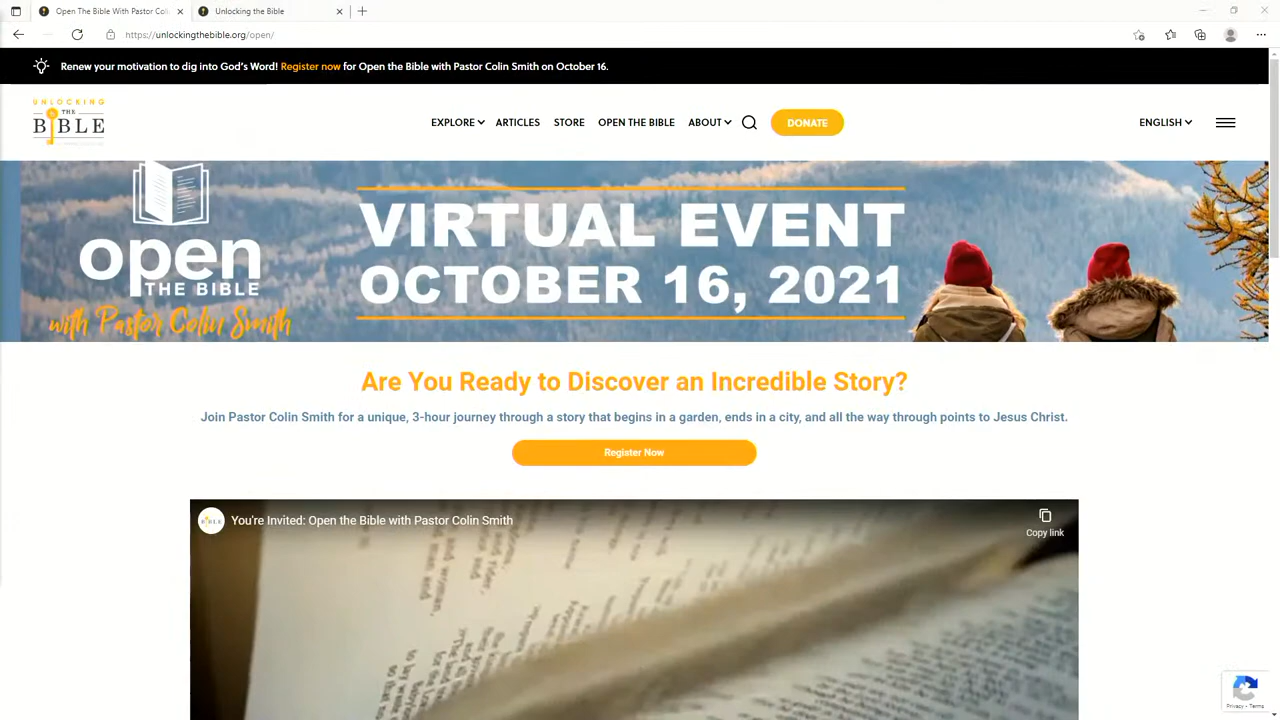 Open The Bible With Pastor Coli
Unlocking the Bible
https://unlockingthebible.org/open/
Renew your motivation to dig into God's Word! Register now for Open the Bible with Pastor Colin Smith on October 16.
UNLOCKING
THE
BIBLE
EXPLORE
ARTICLES
STORE
OPEN THE BIBLE
ABOUT
DONATE
ENGLISH
open
THE BIBLE
with Pastor Colin Smith
VIRTUAL EVENT
OCTOBER 16, 2021
Are You Ready to Discover an Incredible Story?
Join Pastor Colin Smith for a unique, 3-hour journey through a story that begins in a garden, ends in a city, and all the way through points to Jesus Christ.
Register Now
You're Invited: Open the Bible with Pastor Colin Smith
Copy link
Privacy - Terms